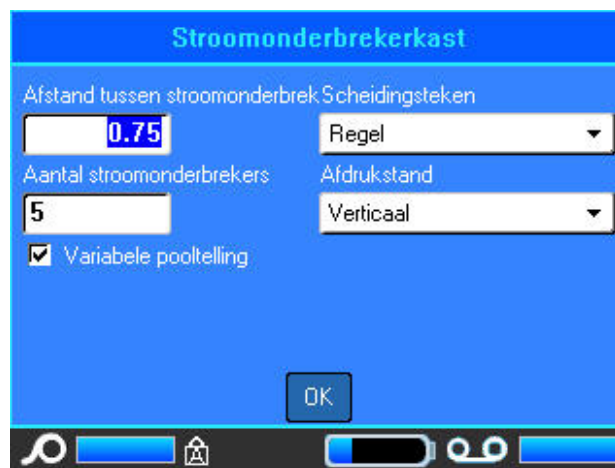 Stroomonderbrekerkast
Afstand tussen stroomonderbrek Scheidingsteken
0.75 Regel
Aantal stroomonderbrekers Afdrukstand
5 Verticaal
Variabele pooltelling
OK
A